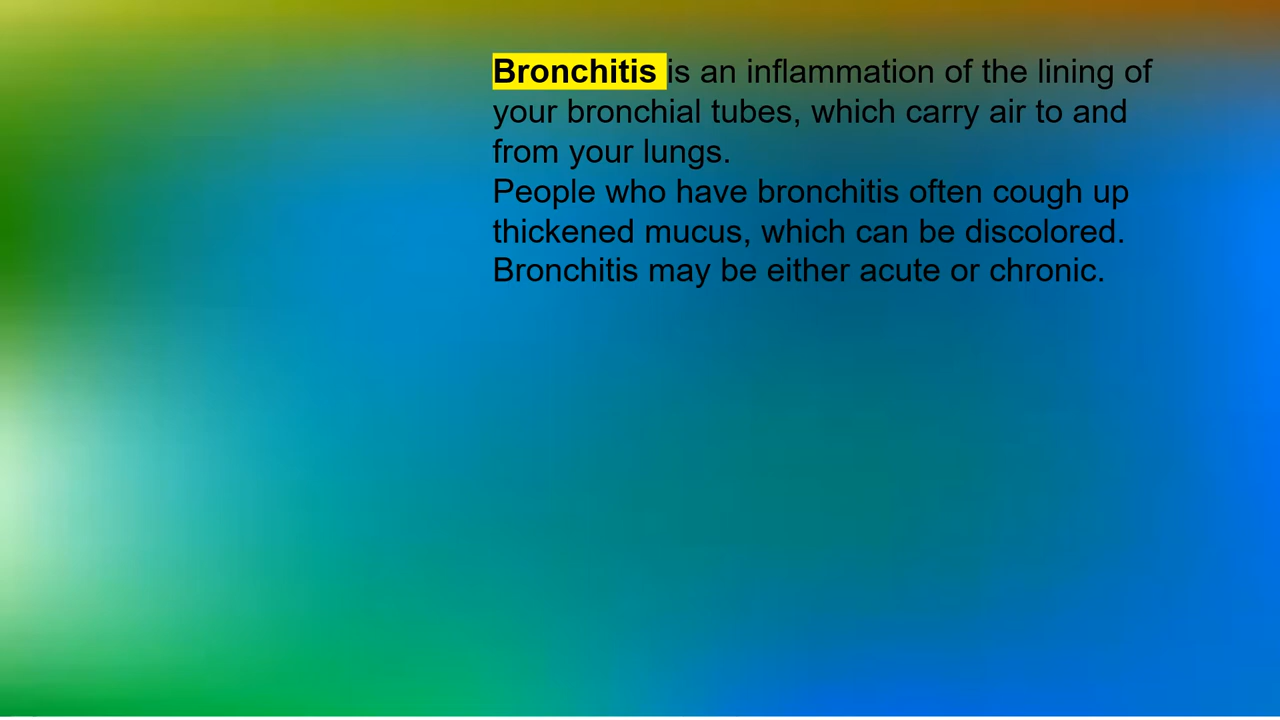 Bronchitis is an inflammation of the lining of
your bronchial tubes, which carry air to and
from your lungs.
People who have bronchitis often cough up
thickened mucus, which can be discolored.
Bronchitis may be either acute or chronic.